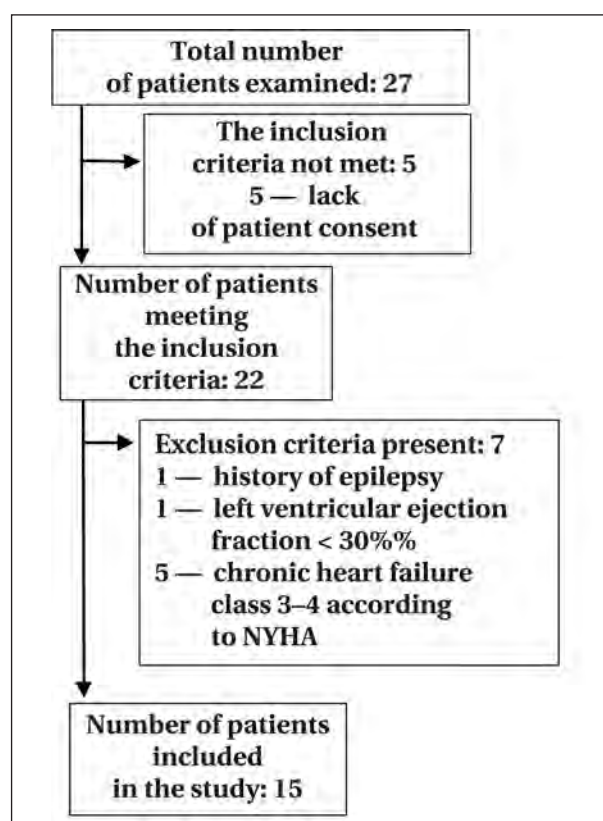 Total number
of patients examined: 27
The inclusion
criteria not met: 5
5 — lack
of patient consent
Number of patients
meeting
the inclusion
criteria: 22
Exclusion criteria present: 7
1 — history of epilepsy
1 — left ventricular ejection
fraction < 30%%
5 — chronic heart failure
class 3–4 according
to NYHA
Number of patients
included
in the study: 15